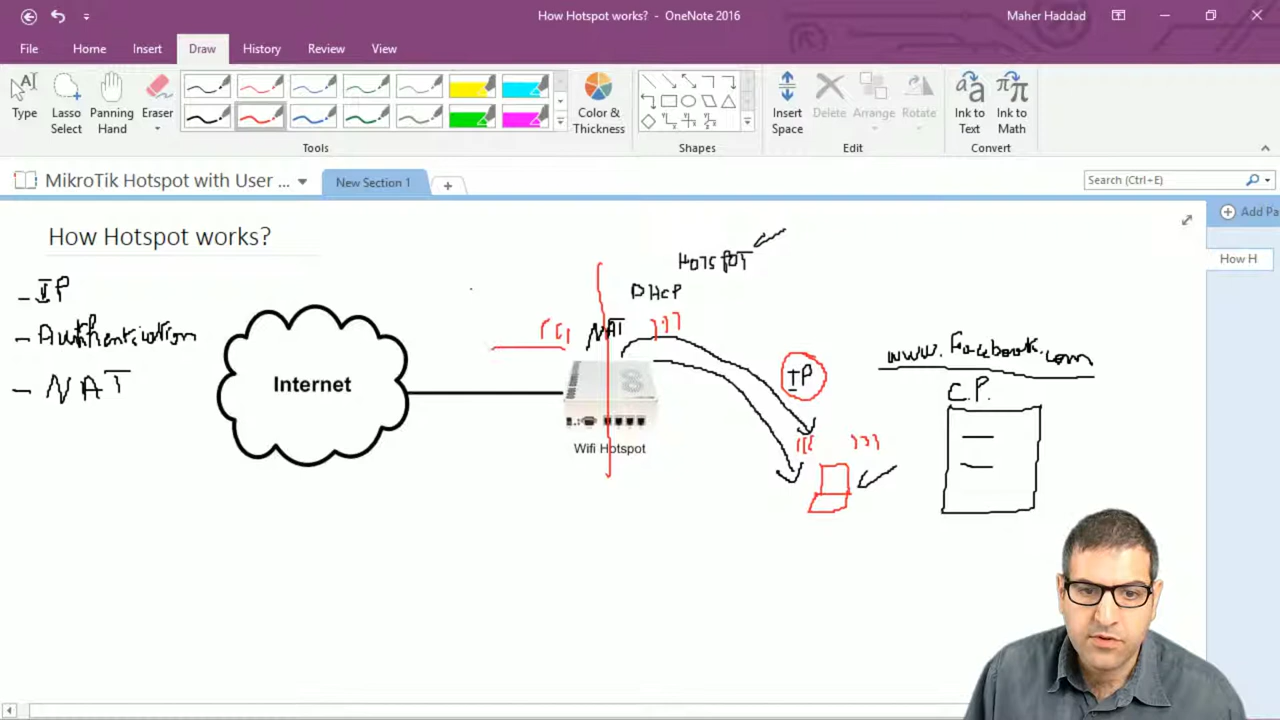 How Hotspot works? - OneNote 2016
Maher Haddad
File Home Insert Draw History Review View
Type
Lasso Select
Panning Hand
Eraser
Color & Thickness
Insert Space
Delete
Arrange
Rotate
Ink to Text
Ink to Math
Tools
Shapes
Edit
Convert
MikroTik Hotspot with User ...
New Section 1
Search (Ctrl+E)
Add Pa
How Hotspot works?
How H
HOTSPOT
- IP
DHCP
- Authentication
NAT
www.Facebook.com
- NAT
Internet
IP
C.P.
Wifi Hotspot